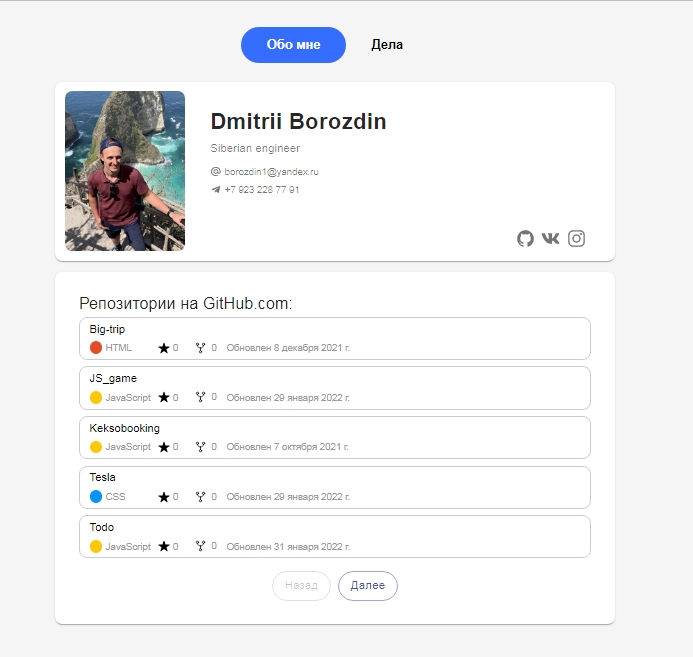 Обо мне Дела
Dmitrii Borozdin
Siberian engineer
borozdin1@yandex.ru
+7 923 228 77 91
Репозитории на GitHub.com:
Big-trip
HTML 0 0 Обновлен 8 декабря 2021 г.
JS_game
JavaScript 0 0 Обновлен 29 января 2022 г.
Keksobooking
JavaScript 0 0 Обновлен 7 октября 2021 г.
Tesla
CSS 0 0 Обновлен 29 января 2022 г.
Todo
JavaScript 0 0 Обновлен 31 января 2022 г.
Назад Далее